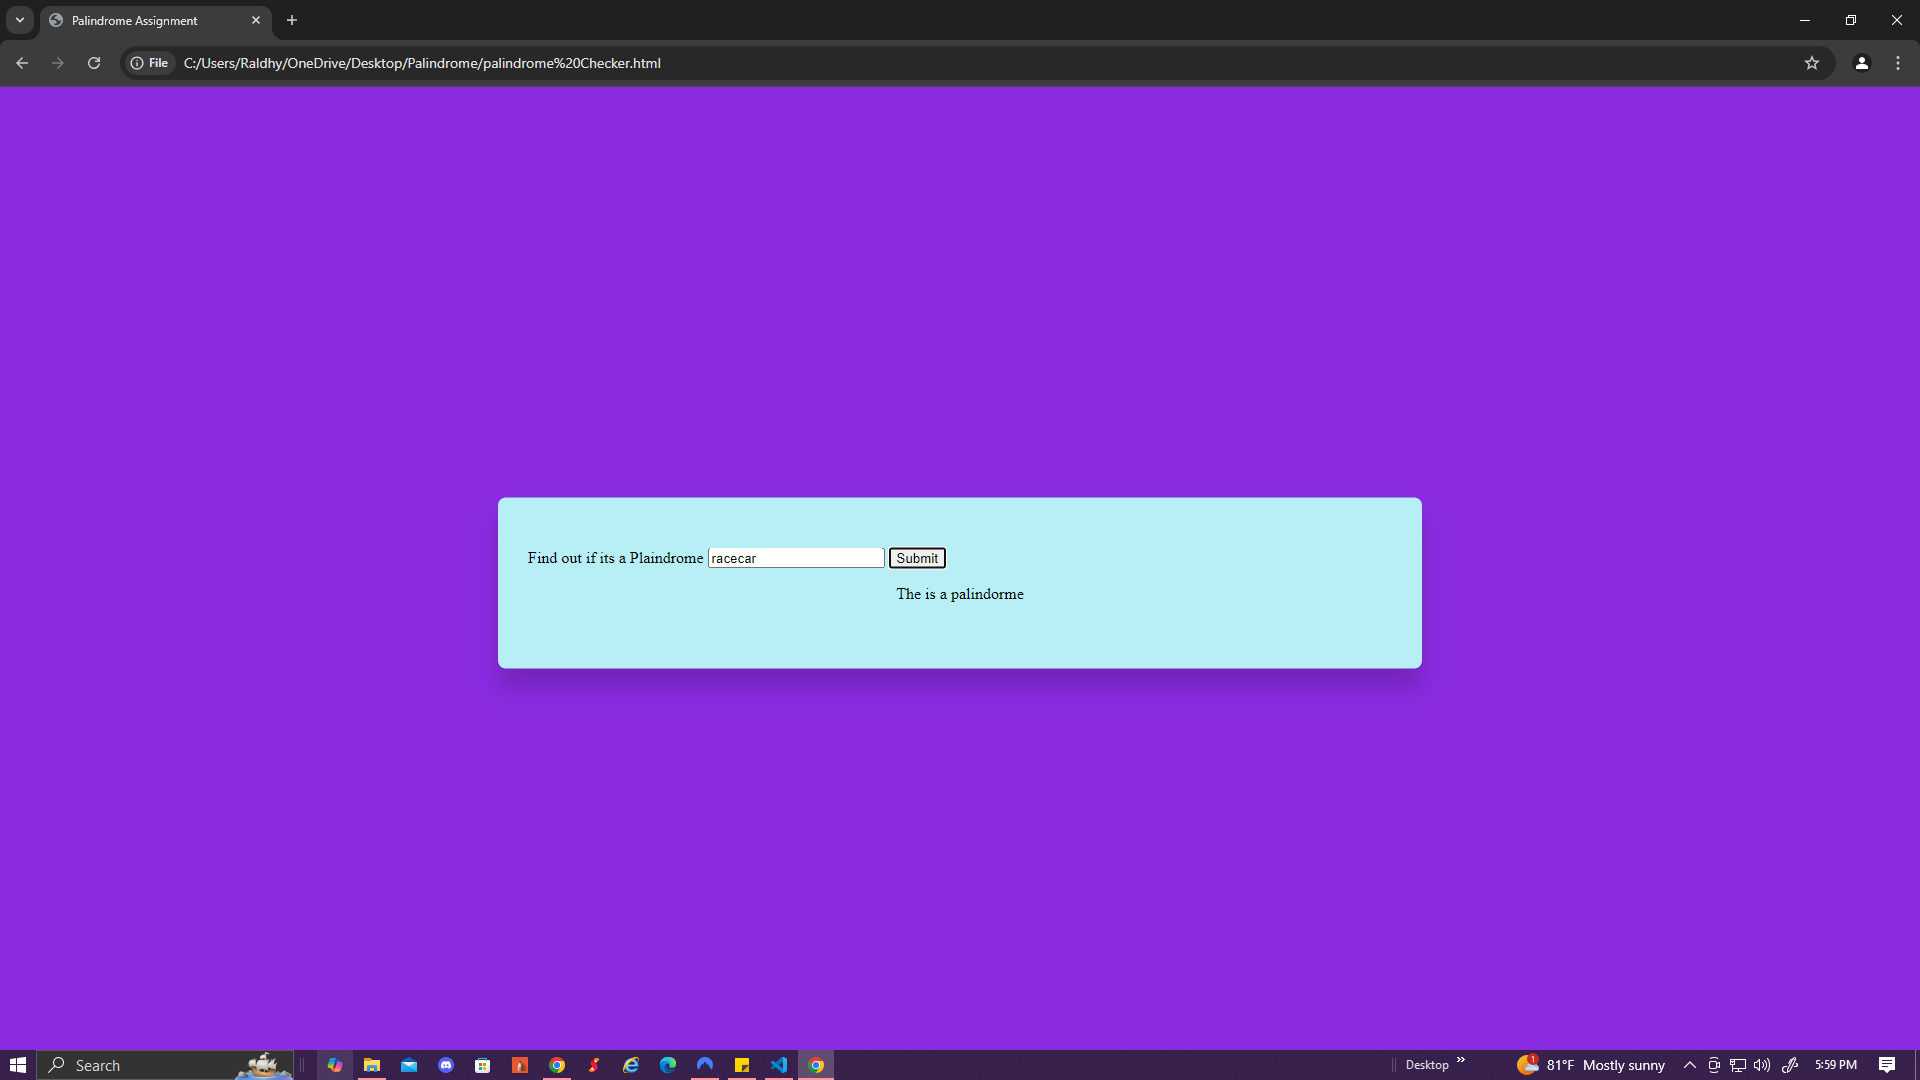 Palindrome Assignment
File C:/Users/Raldhy/OneDrive/Desktop/Palindrome/palindrome%20Checker.html
Find out if its a Plaindrome racecar Submit
The is a palindorme
Search Desktop 1 81°F Mostly sunny 5:59 PM